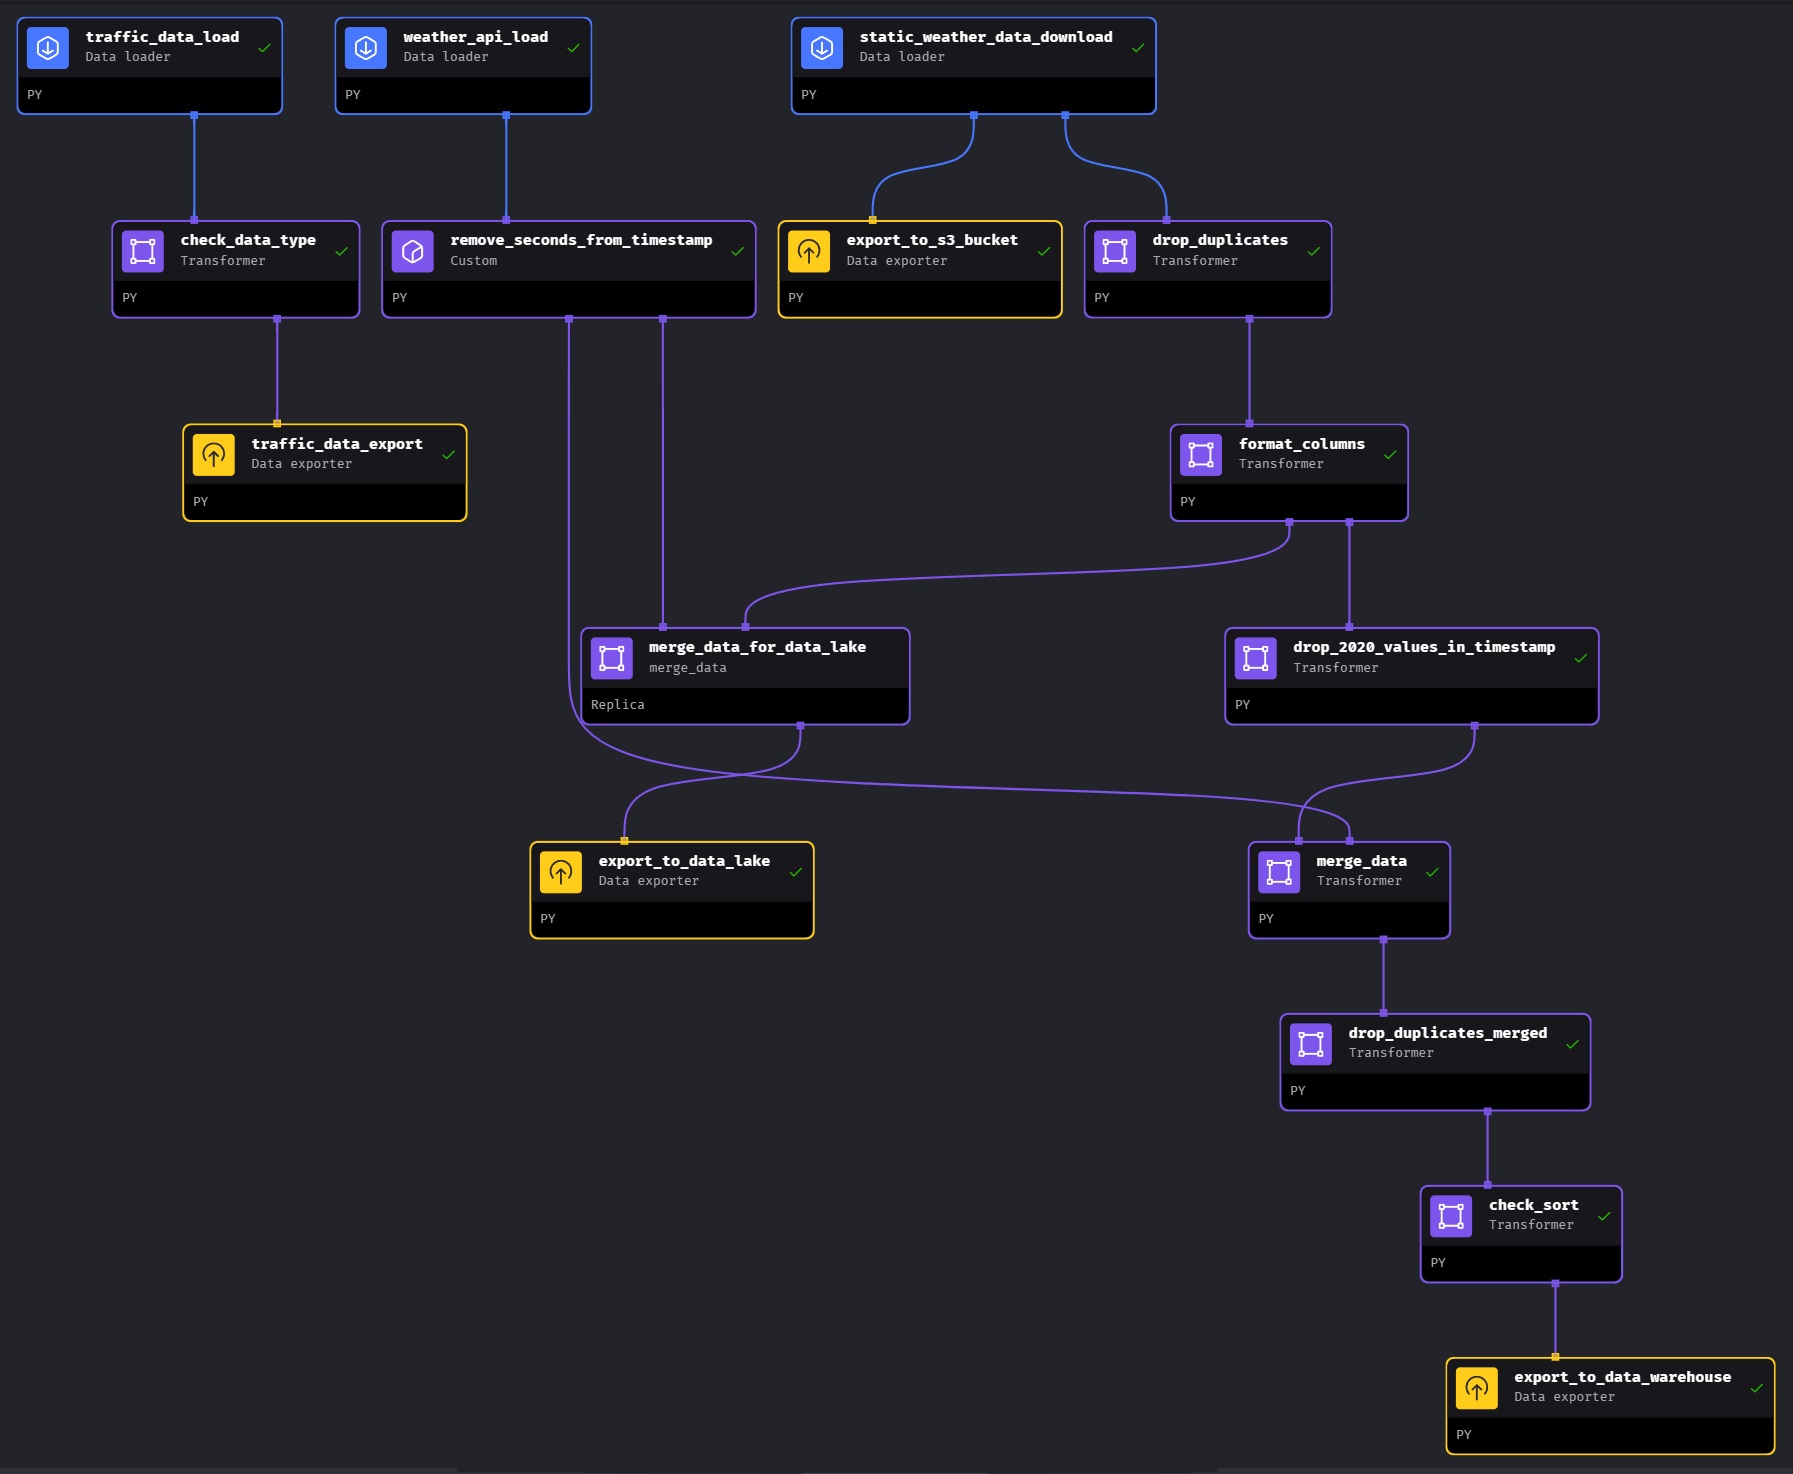 traffic_data_load
Data loader
PY
weather_api_load
Data loader
PY
static_weather_data_download
Data loader
PY
check_data_type
Transformer
PY
remove_seconds_from_timestamp
Custom
PY
export_to_s3_bucket
Data exporter
PY
drop_duplicates
Transformer
PY
traffic_data_export
Data exporter
PY
format_columns
Transformer
PY
merge_data_for_data_lake
merge_data
Replica
drop_2020_values_in_timestamp
Transformer
PY
export_to_data_lake
Data exporter
PY
merge_data
Transformer
PY
drop_duplicates_merged
Transformer
PY
check_sort
Transformer
PY
export_to_data_warehouse
Data exporter
PY